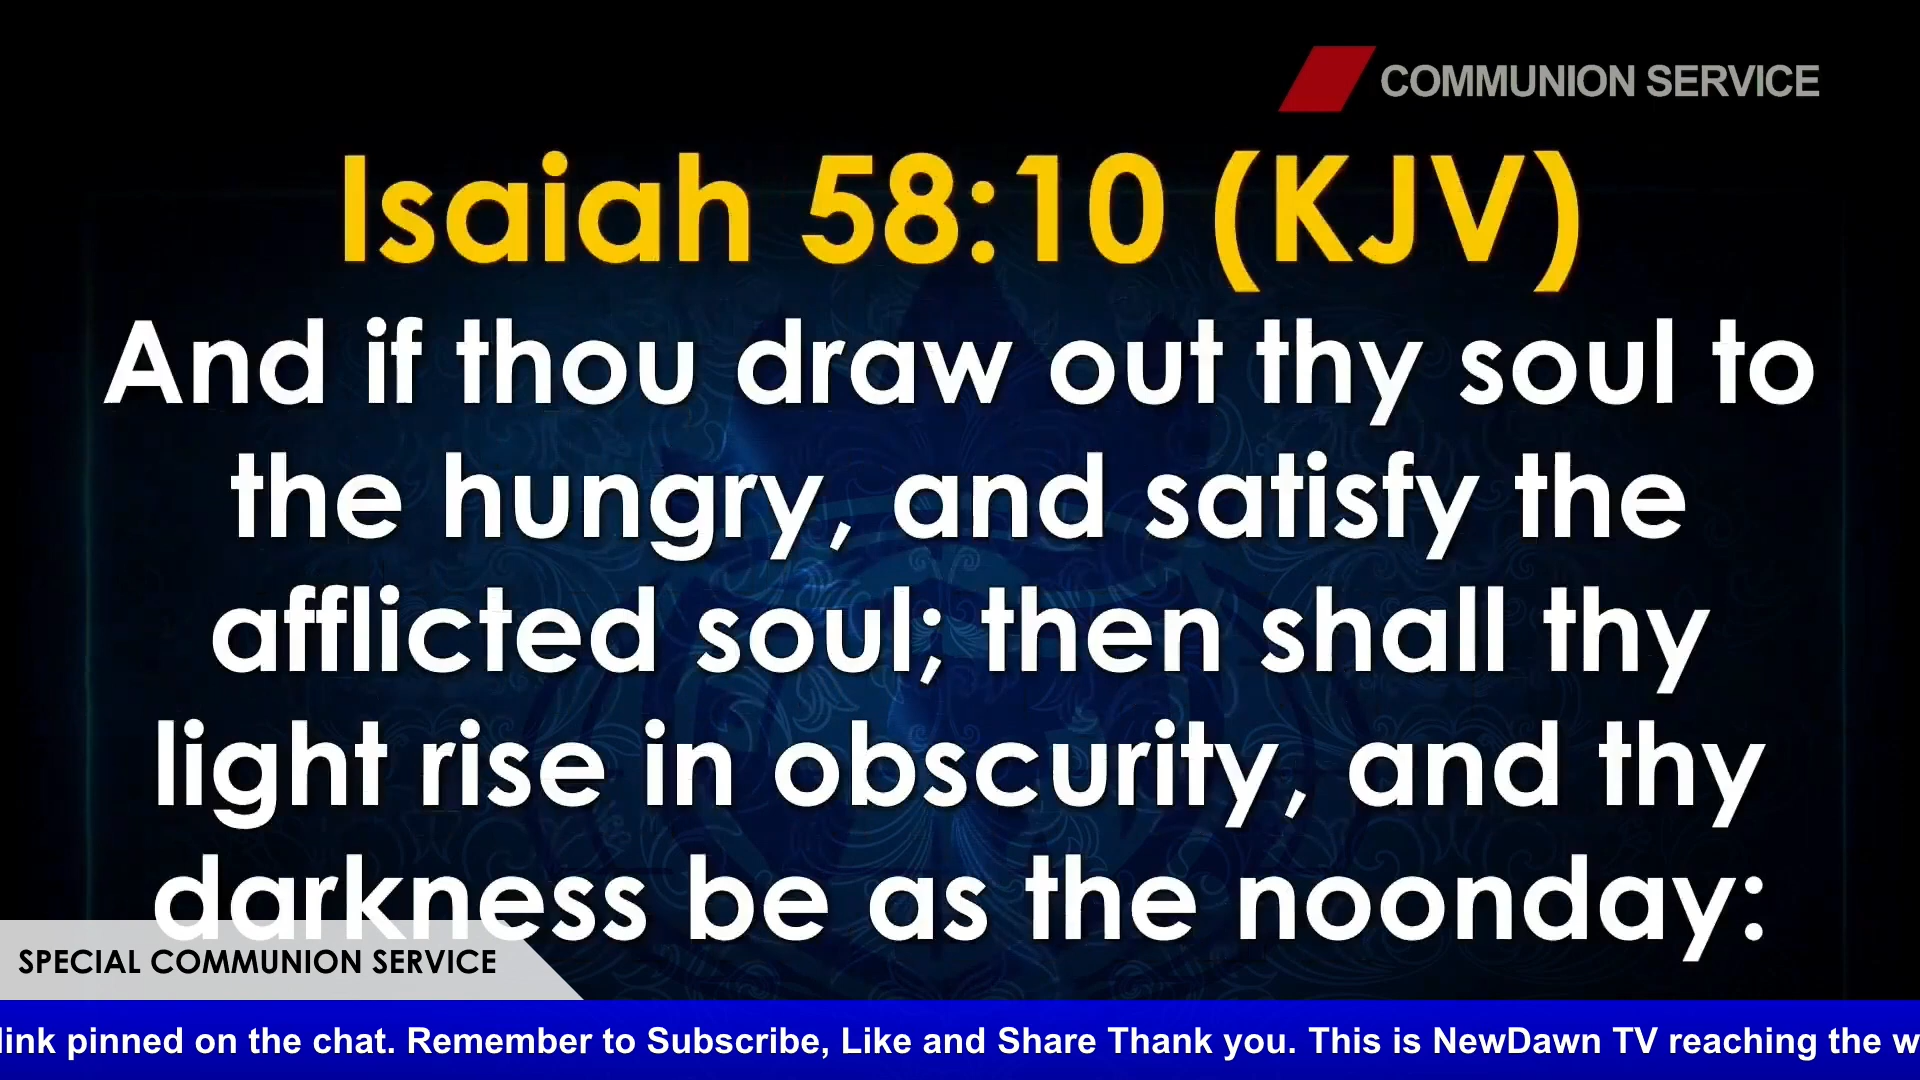 COMMUNION SERVICE
Isaiah 58:10 (KJV)
And if thou draw out thy soul to
the hungry, and satisfy the
afflicted soul; then shall thy
light rise in obscurity, and thy
darkness be as the noonday:
SPECIAL COMMUNION SERVICE
link pinned on the chat. Remember to Subscribe, Like and Share Thank you. This is NewDawn TV reaching the